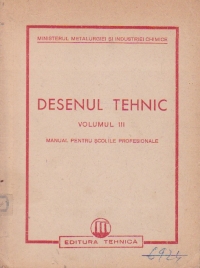 MINISTERUL METALURGIEI ȘI INDUSTRIEI CHIMICE
DESENUL TEHNIC
VOLUMUL III
MANUAL PENTRU ȘCOLILE PROFESIONALE
EDITURA TEHNICA